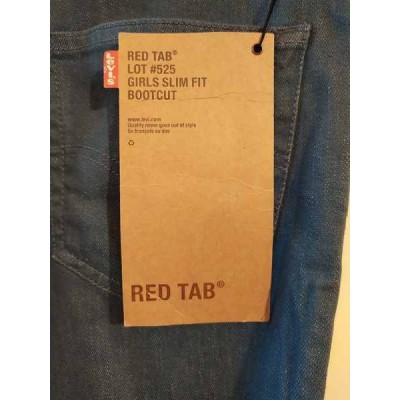 LEVI'S
RED TAB®
LOT #525
GIRLS SLIM FIT
BOOTCUT
www.levi.com
Quality never goes out of style
RED TAB®